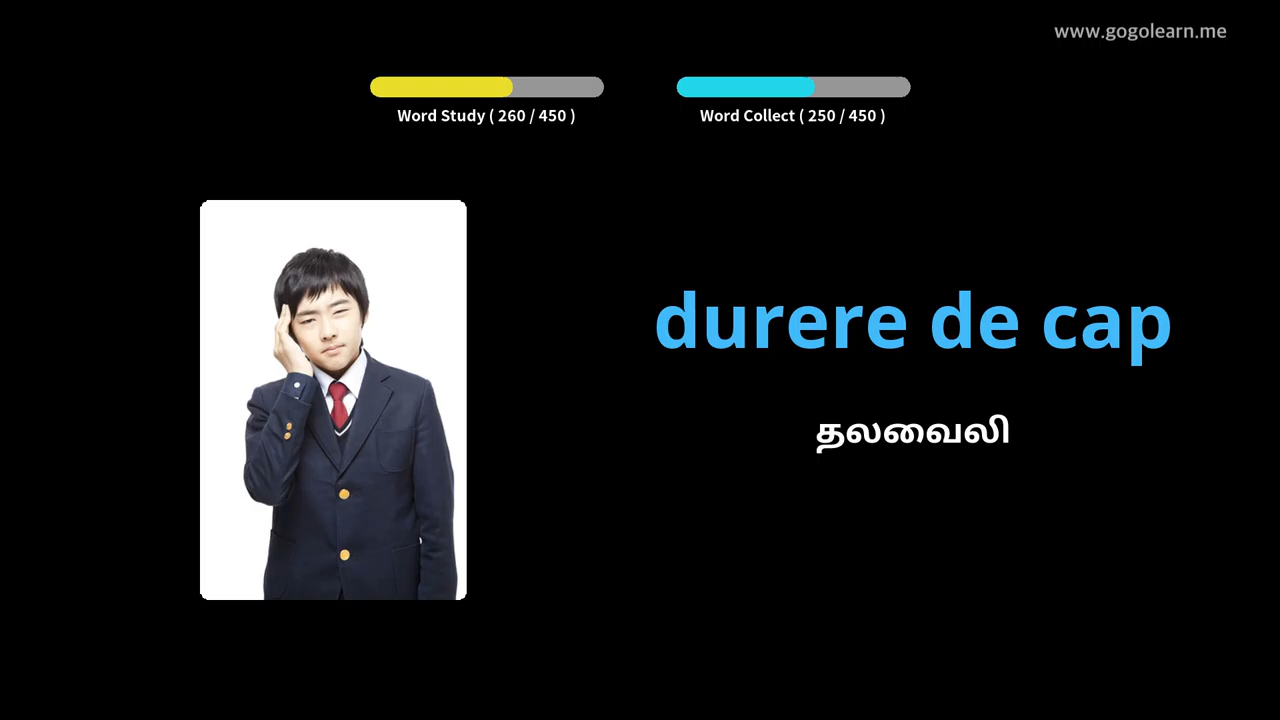 www.gogolearn.me
Word Study ( 260 / 450 )
Word Collect ( 250 / 450 )
durere de cap
தலைவலி